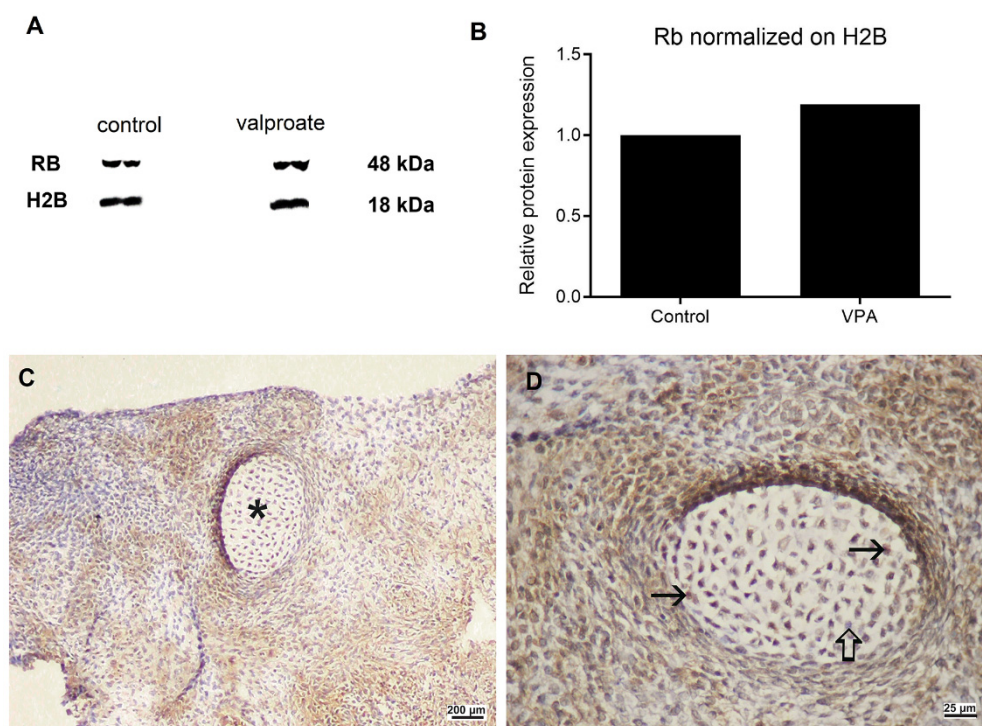 A
control valproate
RB 48 kDa
H2B 18 kDa
B
Rb normalized on H2B
Relative protein expression
1.5
1.0
0.5
0.0
Control VPA
C
*
200 µm
D
25 µm